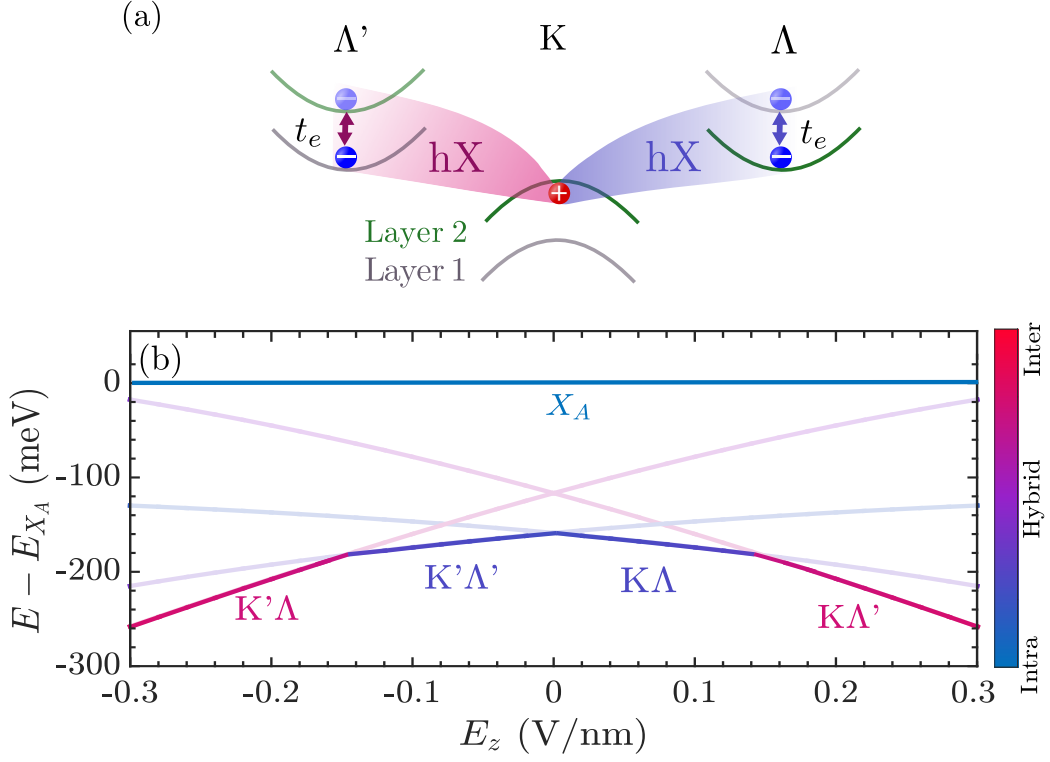 (a)
Λ' K Λ
t_e hX hX t_e
− − + − −
Layer 2
Layer 1
(b)
E − E_{X_A} (meV)
0
-100
-200
-300
X_A
K'Λ' KΛ
K'Λ KΛ'
-0.3 -0.2 -0.1 0 0.1 0.2 0.3
E_z (V/nm)
Inter
Hybrid
Intra